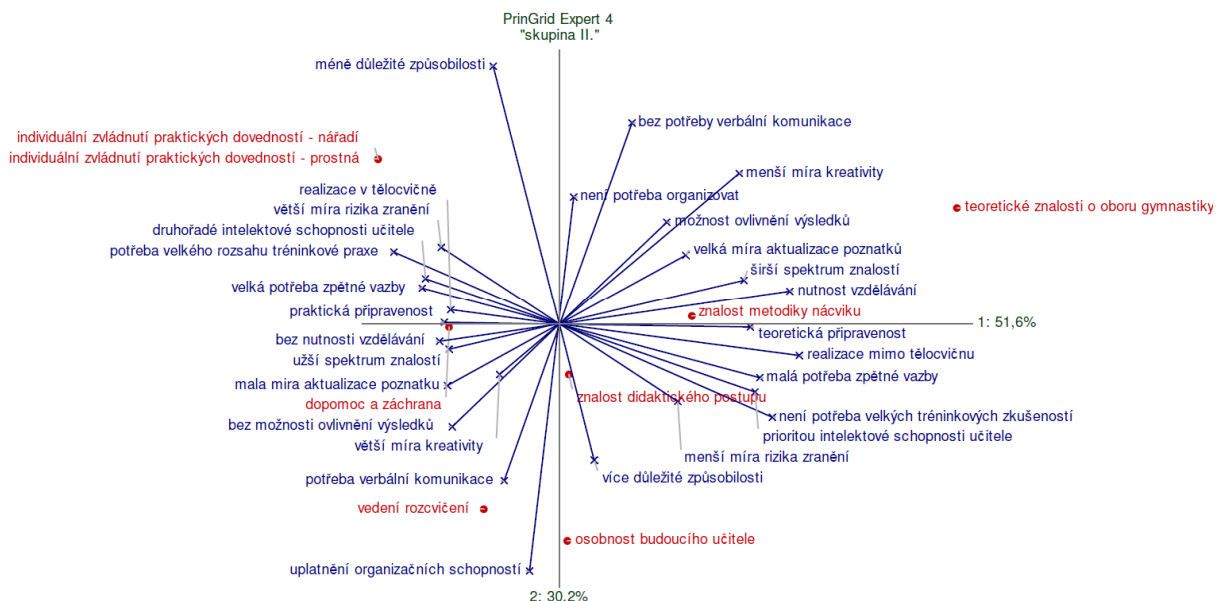 PrinGrid Expert 4
"skupina II."
méně důležité způsobilosti
bez potřeby verbální komunikace
individuální zvládnutí praktických dovedností - nářadí
individuální zvládnutí praktických dovedností - prostná
menší míra kreativity
realizace v tělocvičně
není potřeba organizovat
teoretické znalosti o oboru gymnastiky
větší míra rizika zranění
možnost ovlivnění výsledků
druhořadé intelektové schopnosti učitele
potřeba velkého rozsahu tréninkové praxe
velká míra aktualizace poznatků
širší spektrum znalostí
velká potřeba zpětné vazby
nutnost vzdělávání
praktická připravenost
znalost metodiky nácviku
1: 51,6%
teoretická připravenost
bez nutnosti vzdělávání
užší spektrum znalostí
realizace mimo tělocvičnu
mala mira aktualizace poznatku
malá potřeba zpětné vazby
dopomoc a záchrana
znalost didaktického postupu
bez možnosti ovlivnění výsledků
není potřeba velkých tréninkových zkušeností
větší míra kreativity
prioritou intelektové schopnosti učitele
menší míra rizika zranění
potřeba verbální komunikace
více důležité způsobilosti
vedení rozcvičení
osobnost budoucího učitele
uplatnění organizačních schopností
2: 30,2%